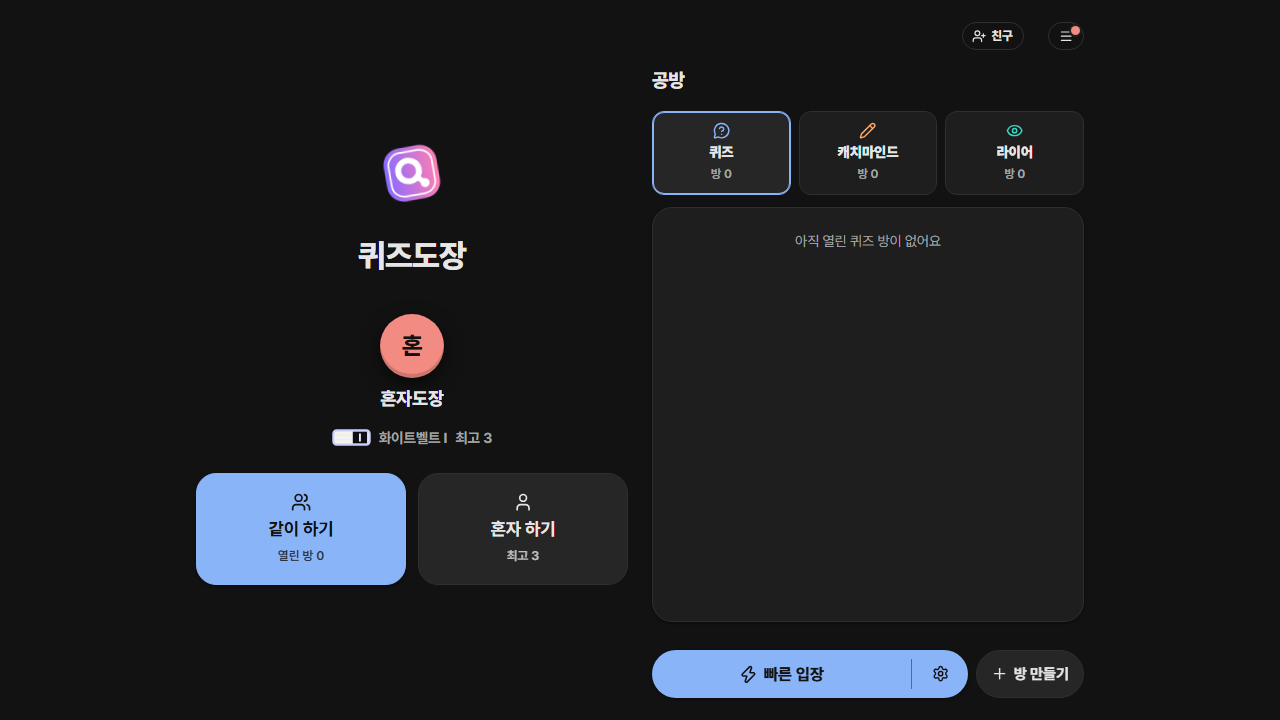 친구
퀴즈도장
혼
혼자도장
화이트벨트 I 최고 3
같이 하기
열린 방 0
혼자 하기
최고 3
공방
퀴즈
방 0
캐치마인드
방 0
라이어
방 0
아직 열린 퀴즈 방이 없어요
빠른 입장
방 만들기